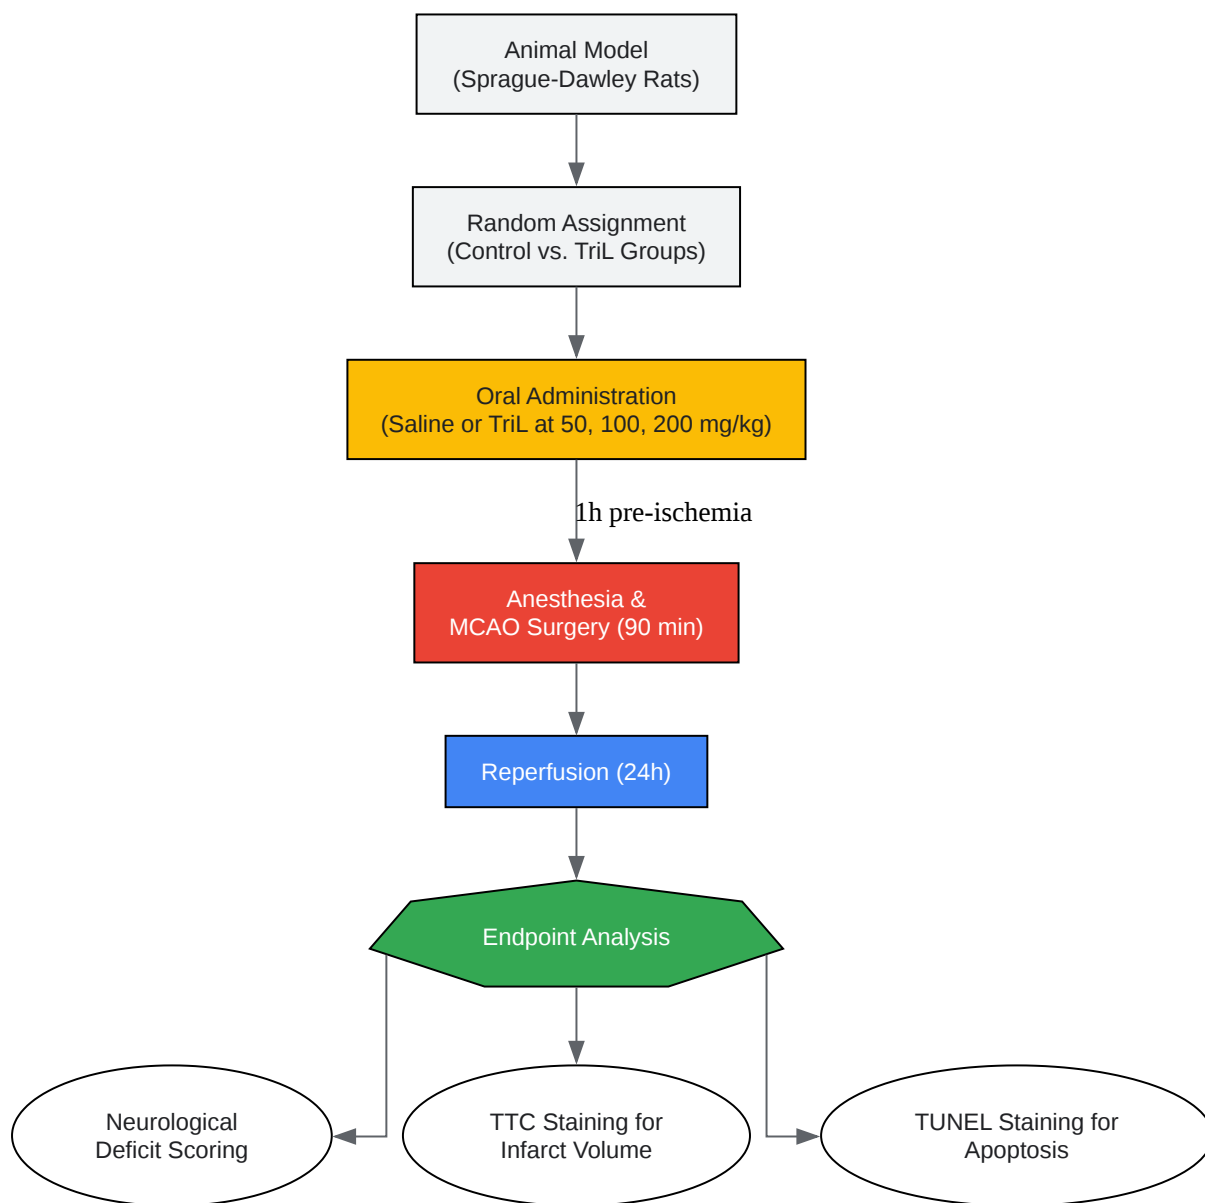 Animal Model
(Sprague-Dawley Rats)
Random Assignment
(Control vs. TriL Groups)
Oral Administration
(Saline or TriL at 50, 100, 200 mg/kg)
1h pre-ischemia
Anesthesia &
MCAO Surgery (90 min)
Reperfusion (24h)
Endpoint Analysis
Neurological
Deficit Scoring
TTC Staining for
Infarct Volume
TUNEL Staining for
Apoptosis